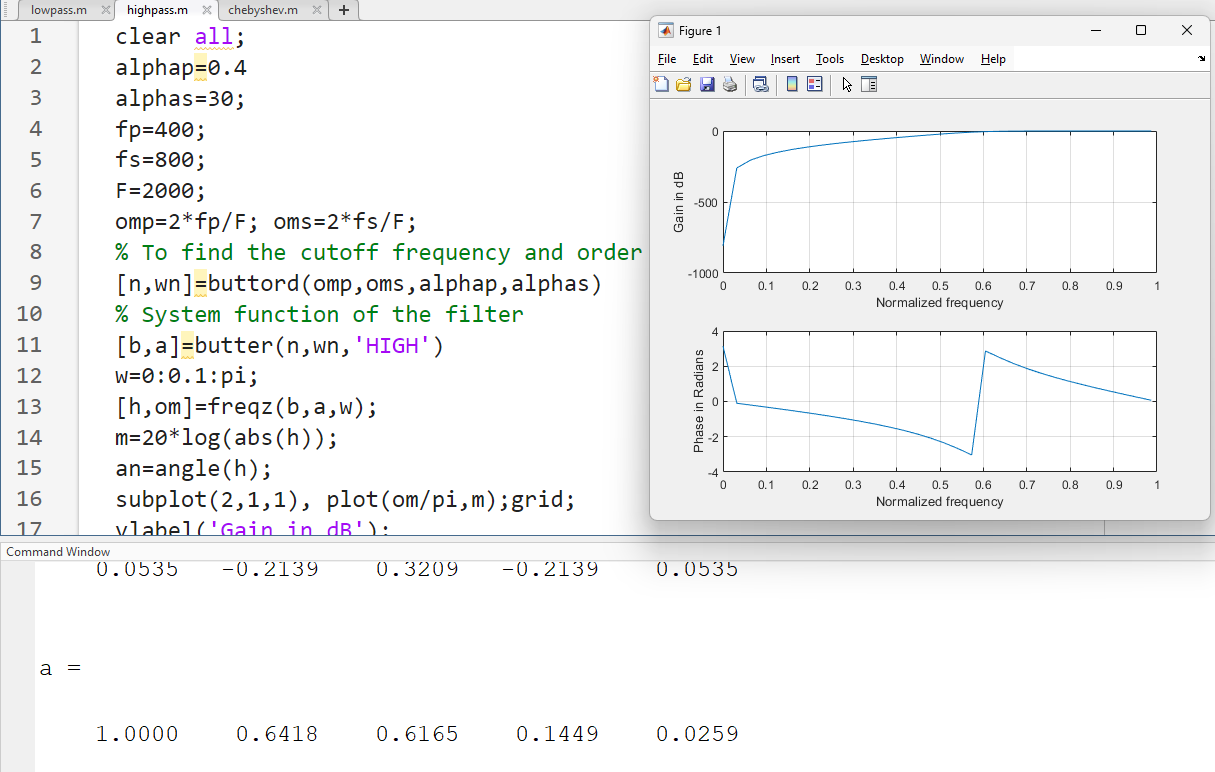 lowpass.m × highpass.m × chebyshev.m × +
1 clear all;
2 alphap=0.4
3 alphas=30;
4 fp=400;
5 fs=800;
6 F=2000;
7 omp=2*fp/F; oms=2*fs/F;
8 % To find the cutoff frequency and order
9 [n,wn]=buttord(omp,oms,alphap,alphas)
10 % System function of the filter
11 [b,a]=butter(n,wn,'HIGH')
12 w=0:0.1:pi;
13 [h,om]=freqz(b,a,w);
14 m=20*log(abs(h));
15 an=angle(h);
16 subplot(2,1,1), plot(om/pi,m);grid;
17 ylabel('Gain in dB');
Figure 1
File Edit View Insert Tools Desktop Window Help
0
-500
-1000
Gain in dB
0 0.1 0.2 0.3 0.4 0.5 0.6 0.7 0.8 0.9 1
Normalized frequency
4
2
0
-2
-4
Phase in Radians
0 0.1 0.2 0.3 0.4 0.5 0.6 0.7 0.8 0.9 1
Normalized frequency
Command Window
0.0535 -0.2139 0.3209 -0.2139 0.0535
a =
1.0000 0.6418 0.6165 0.1449 0.0259